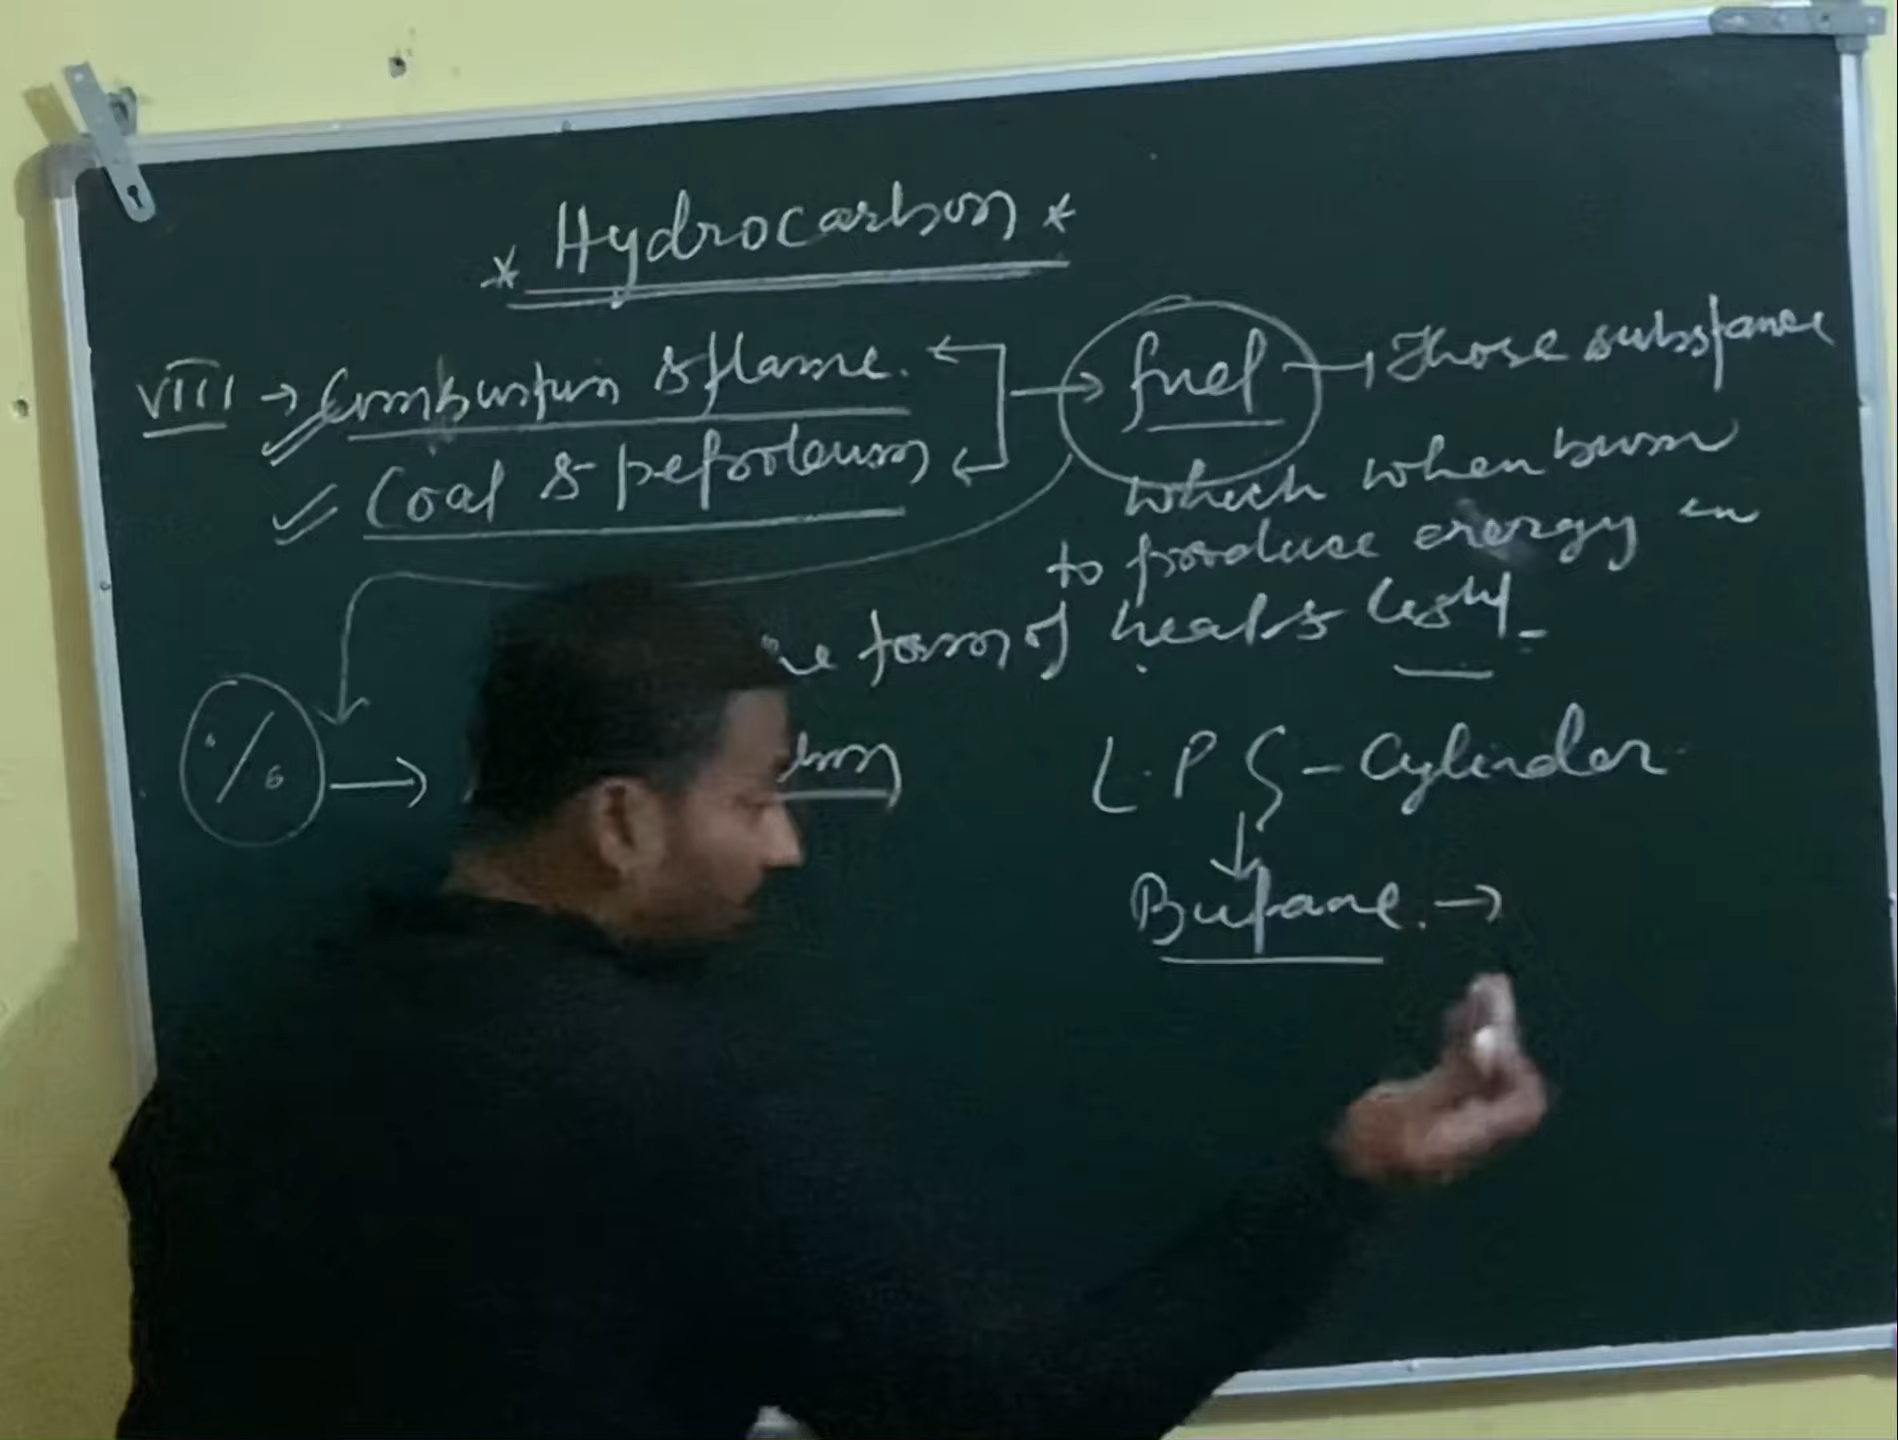 * Hydrocarbon *
VIII → Combustion & flame. → fuel → Those substance
Coal & petroleum
which when burn
to produce energy in
form of heat & light.
% →
L.P.G - Cylinder
Butane. →